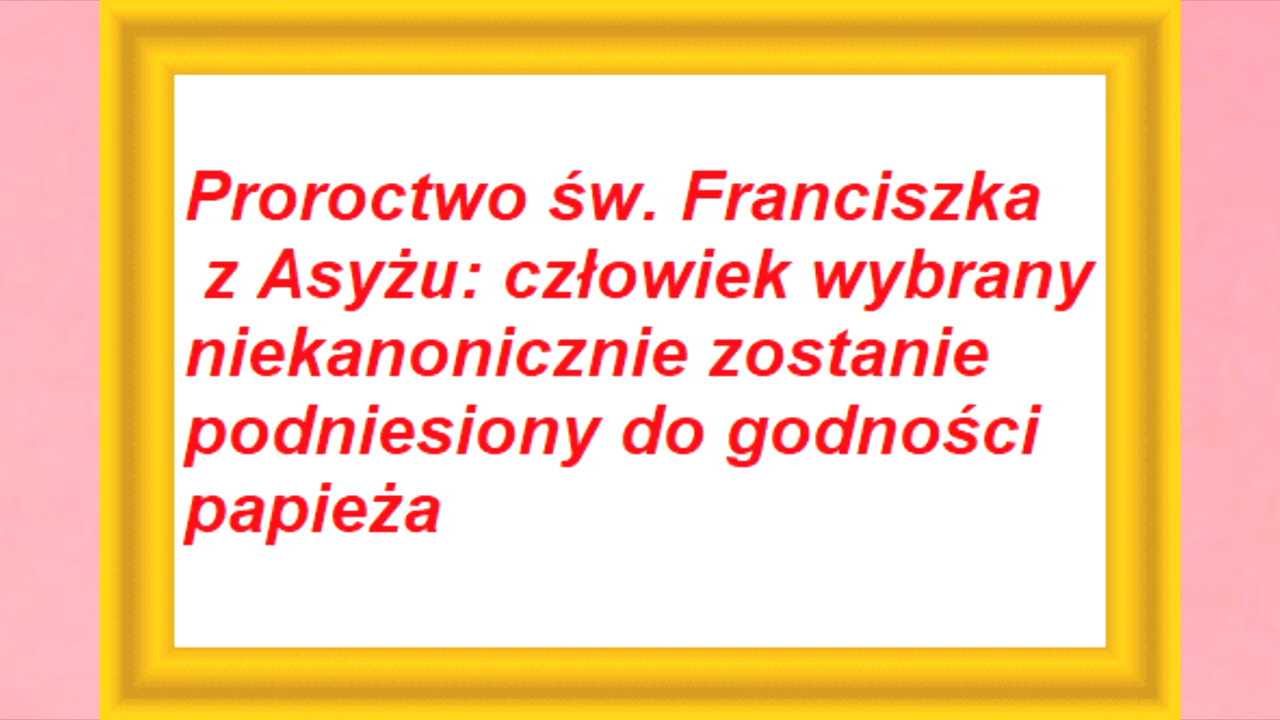 Proroctwo św. Franciszka
z Asyżu: człowiek wybrany
niekanonicznie zostanie
podniesiony do godności
papieża